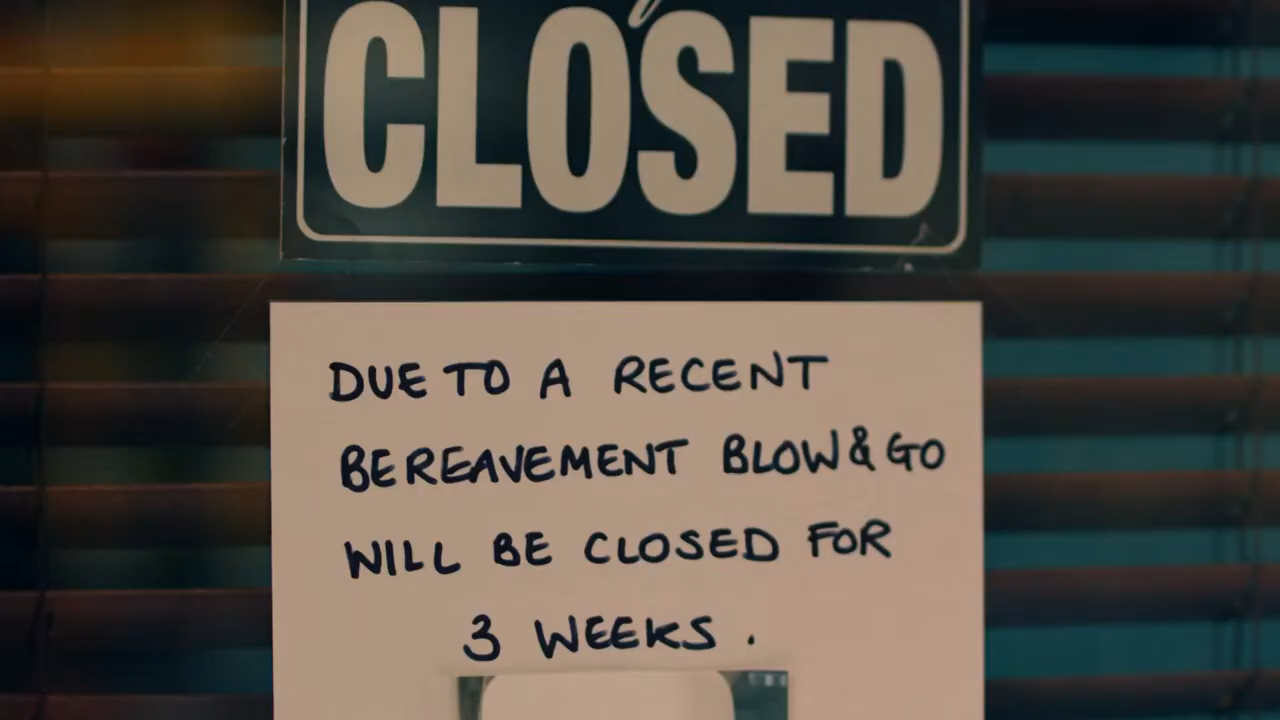 CLOSED
DUE TO A RECENT
BEREAVEMENT BLOW & GO
WILL BE CLOSED FOR
3 WEEKS.